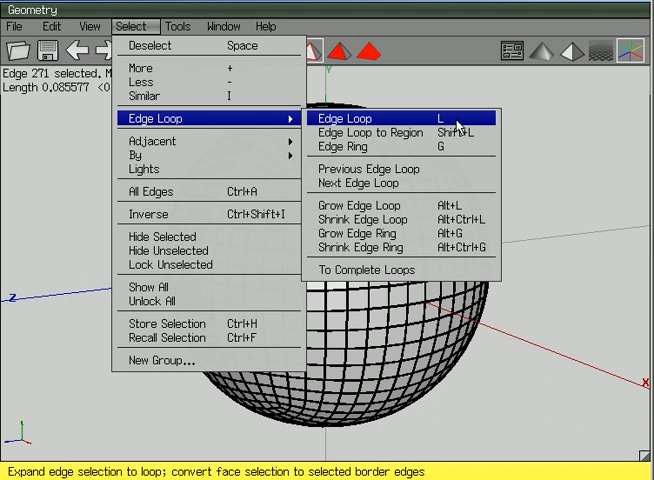 Geometry
File Edit View Select Tools Window Help
Edge 271 selected. M
Length 0.085577 <0
Y
Deselect Space
More +
Less -
Similar I
Edge Loop
Adjacent
By
Lights
All Edges Ctrl+A
Inverse Ctrl+Shift+I
Hide Selected
Hide Unselected
Lock Unselected
Show All
Unlock All
Store Selection Ctrl+H
Recall Selection Ctrl+F
New Group...
Edge Loop L
Edge Loop to Region Shift+L
Edge Ring G
Previous Edge Loop
Next Edge Loop
Grow Edge Loop Alt+L
Shrink Edge Loop Alt+Ctrl+L
Grow Edge Ring Alt+G
Shrink Edge Ring Alt+Ctrl+G
To Complete Loops
Z
X
Expand edge selection to loop; convert face selection to selected border edges